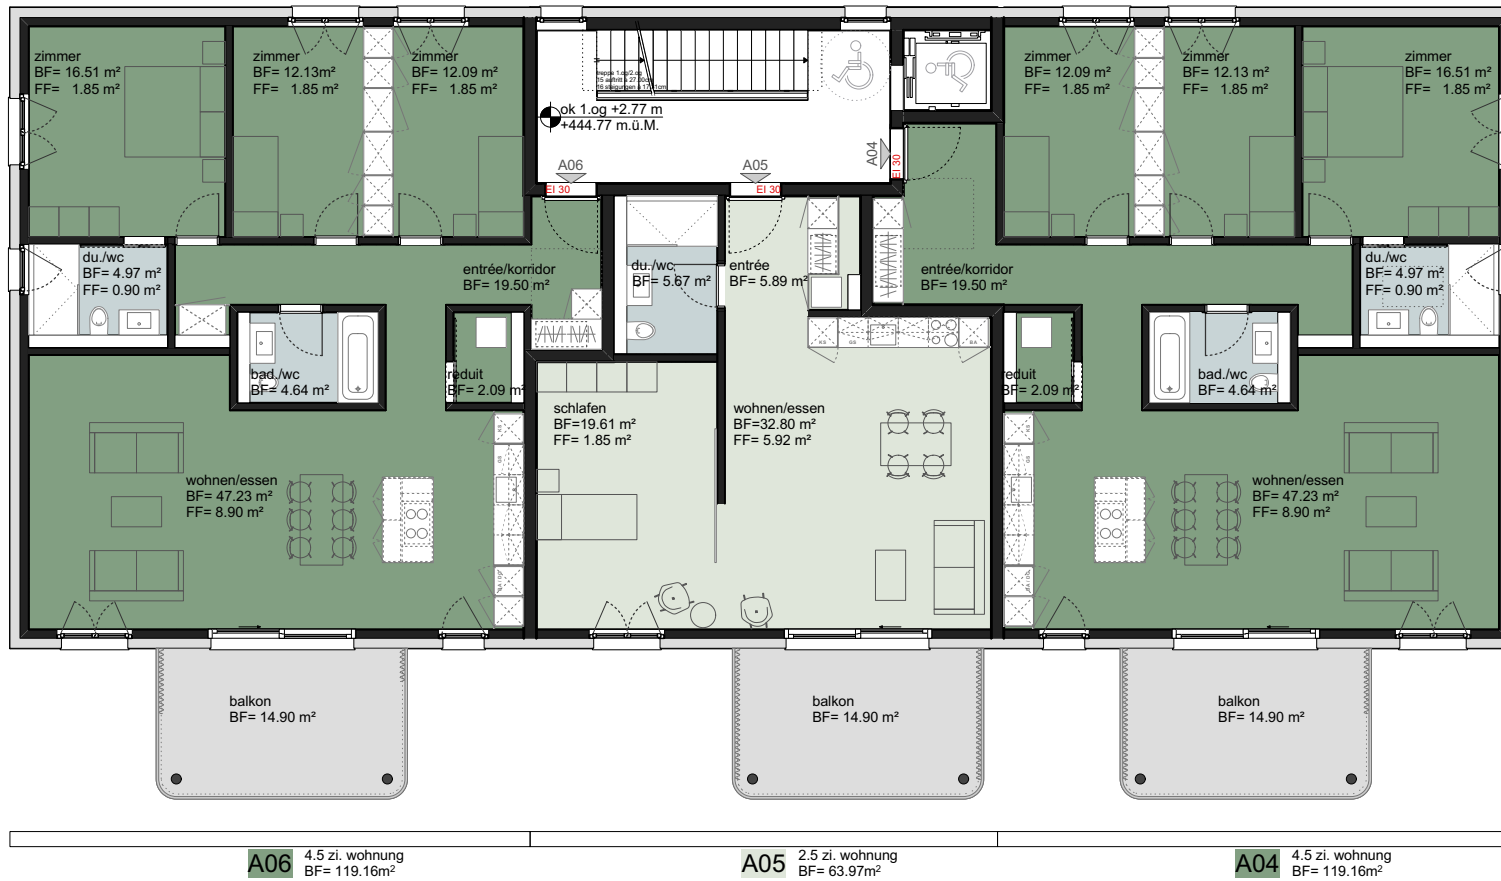 zimmer
BF= 16.51 m²
FF= 1.85 m²
zimmer
BF= 12.13m²
FF= 1.85 m²
zimmer
BF= 12.09 m²
FF= 1.85 m²
ok 1.og +2.77 m
+444.77 m.ü.M.
A06
EI 30
A05
EI 30
A04
EI 30
zimmer
BF= 12.09 m²
FF= 1.85 m²
zimmer
BF= 12.13 m²
FF= 1.85 m²
zimmer
BF= 16.51 m²
FF= 1.85 m²
du./wc
BF= 4.97 m²
FF= 0.90 m²
entrée/korridor
BF= 19.50 m²
du./wc
BF= 5.67 m²
entrée
BF= 5.89 m²
entrée/korridor
BF= 19.50 m²
du./wc
BF= 4.97 m²
FF= 0.90 m²
bad./wc
BF= 4.64 m²
reduit
BF= 2.09 m²
KS
GS
BA
reduit
BF= 2.09 m²
bad./wc
BF= 4.64 m²
schlafen
BF=19.61 m²
FF= 1.85 m²
wohnen/essen
BF=32.80 m²
FF= 5.92 m²
wohnen/essen
BF= 47.23 m²
FF= 8.90 m²
KS
GS
KS
GS
wohnen/essen
BF= 47.23 m²
FF= 8.90 m²
balkon
BF= 14.90 m²
balkon
BF= 14.90 m²
balkon
BF= 14.90 m²
A06
4.5 zi. wohnung
BF= 119.16m²
A05
2.5 zi. wohnung
BF= 63.97m²
A04
4.5 zi. wohnung
BF= 119.16m²